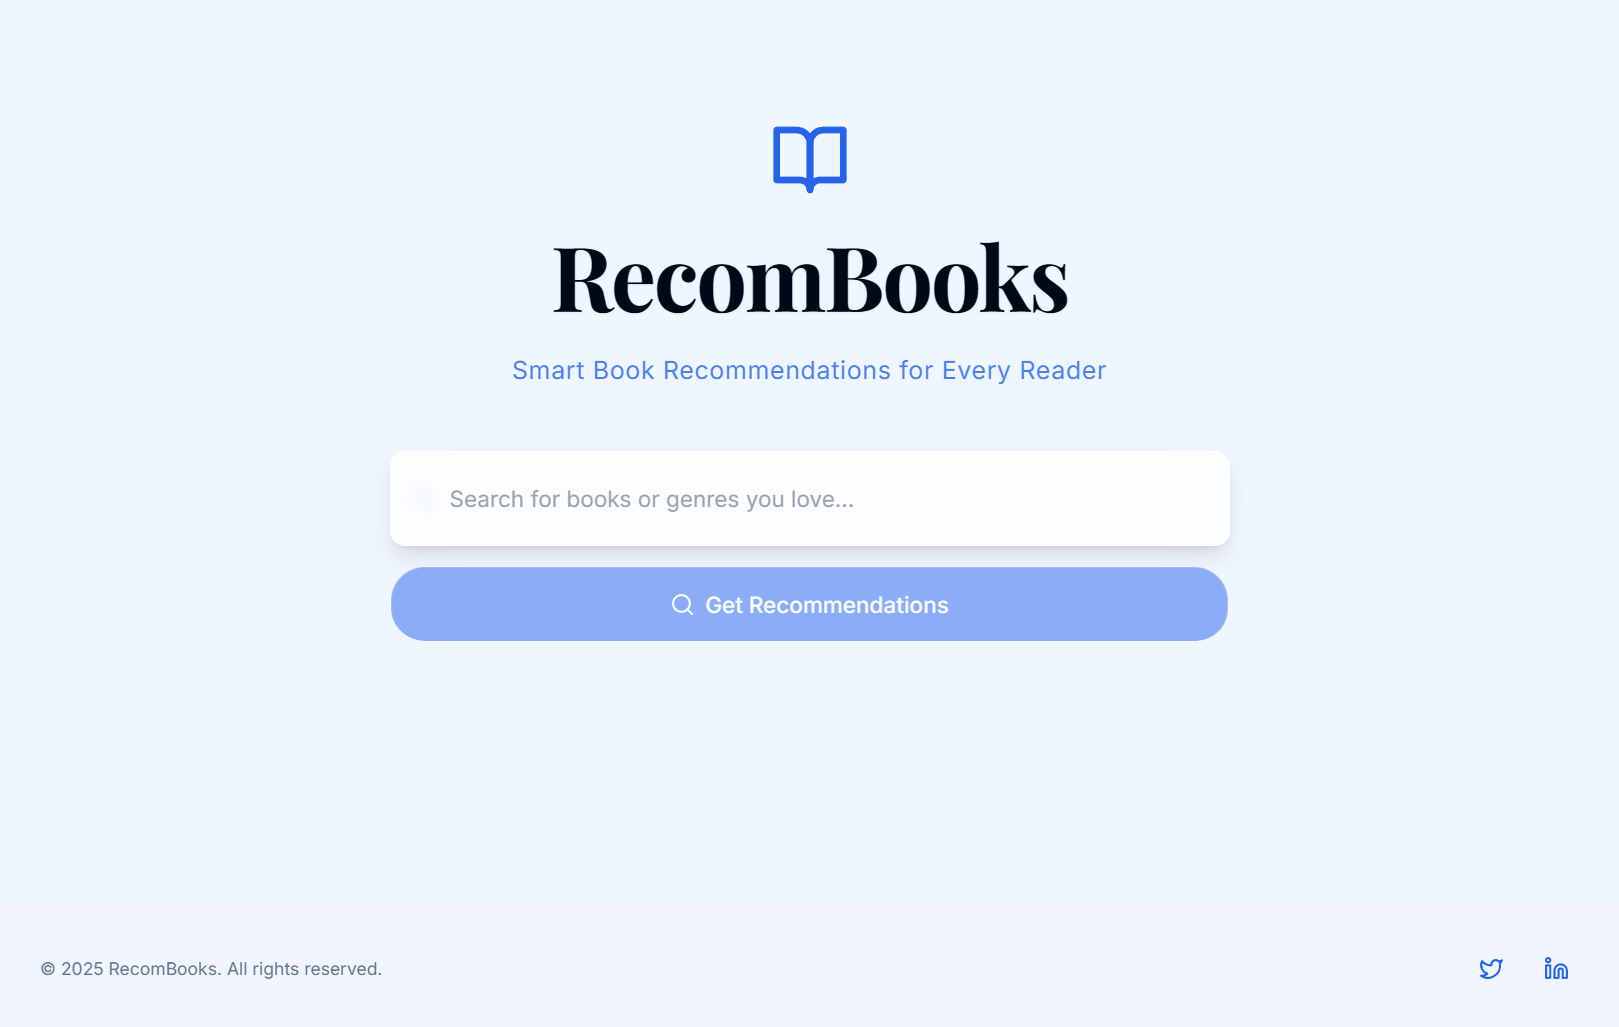 RecomBooks
Smart Book Recommendations for Every Reader
Search for books or genres you love...
Get Recommendations
© 2025 RecomBooks. All rights reserved.